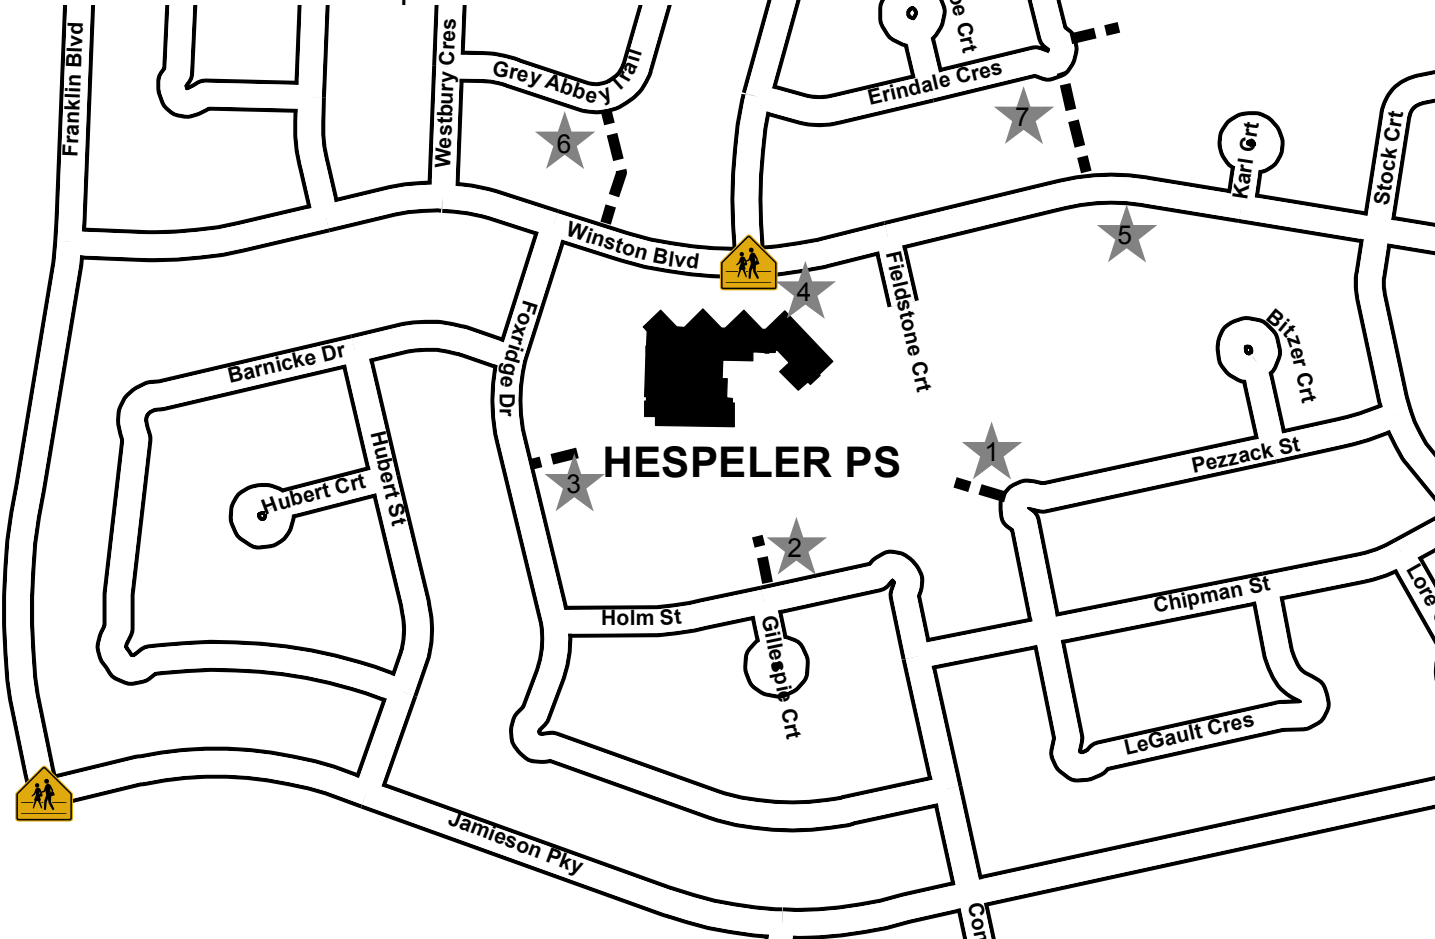 Franklin Blvd
Westbury Cres
Grey Abbey Trail
Erindale Cres
Crt
6
7
Karl Crt
Stock Crt
Winston Blvd
5
4
Fieldstone Crt
Foxridge Dr
Barnicke Dr
Bitzer Crt
Hubert St
Hubert Crt
HESPELER PS
1
Pezzack St
3
2
Holm St
Gillespie Crt
Chipman St
LeGault Cres
Jamieson Pky